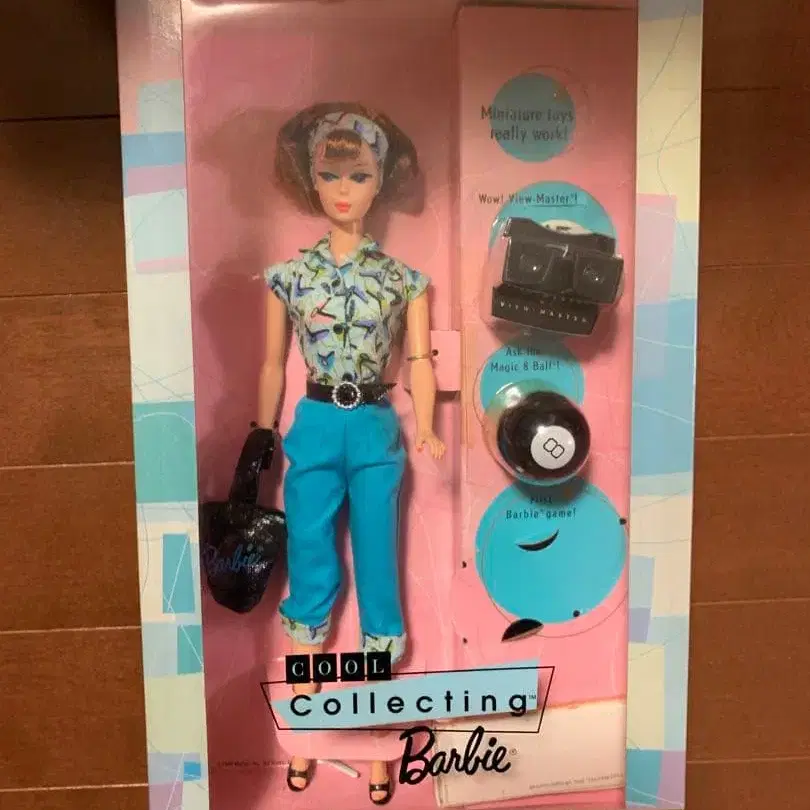 Miniature toys
really work!
Wow! View-Master®!
VIEW-MASTER
Ask the
Magic 8 Ball®!
8
First
Barbie® game!
Barbie
COOL
Collecting™
Barbie®